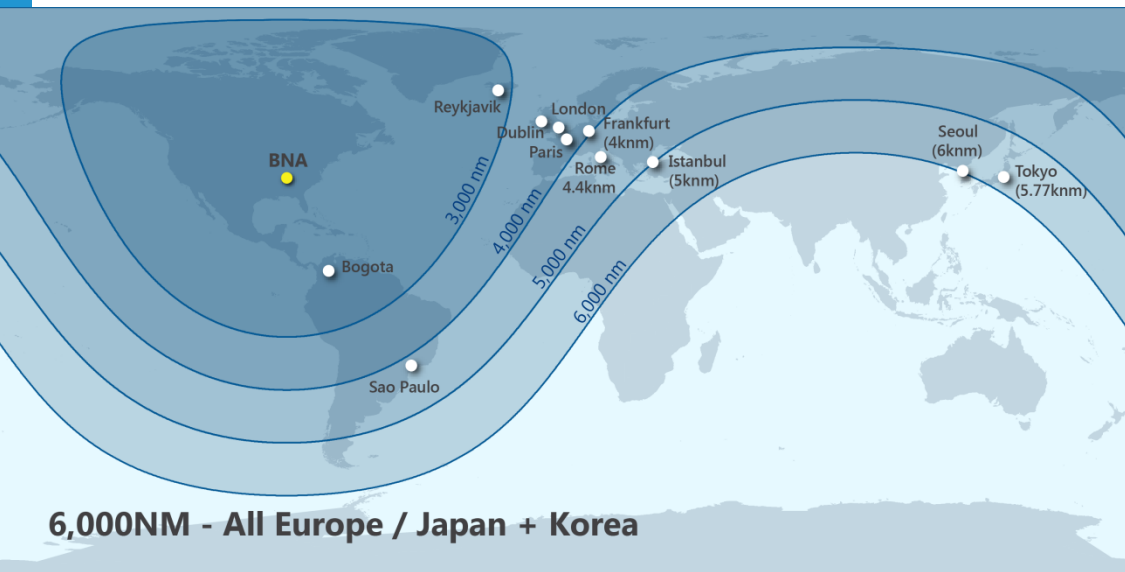 Reykjavik
London
Dublin
Frankfurt
(4knm)
Paris
Rome
4.4knm
Istanbul
(5knm)
Seoul
(6knm)
Tokyo
(5.77knm)
BNA
3,000 nm
4,000 nm
5,000 nm
6,000 nm
Bogota
Sao Paulo
6,000NM - All Europe / Japan + Korea